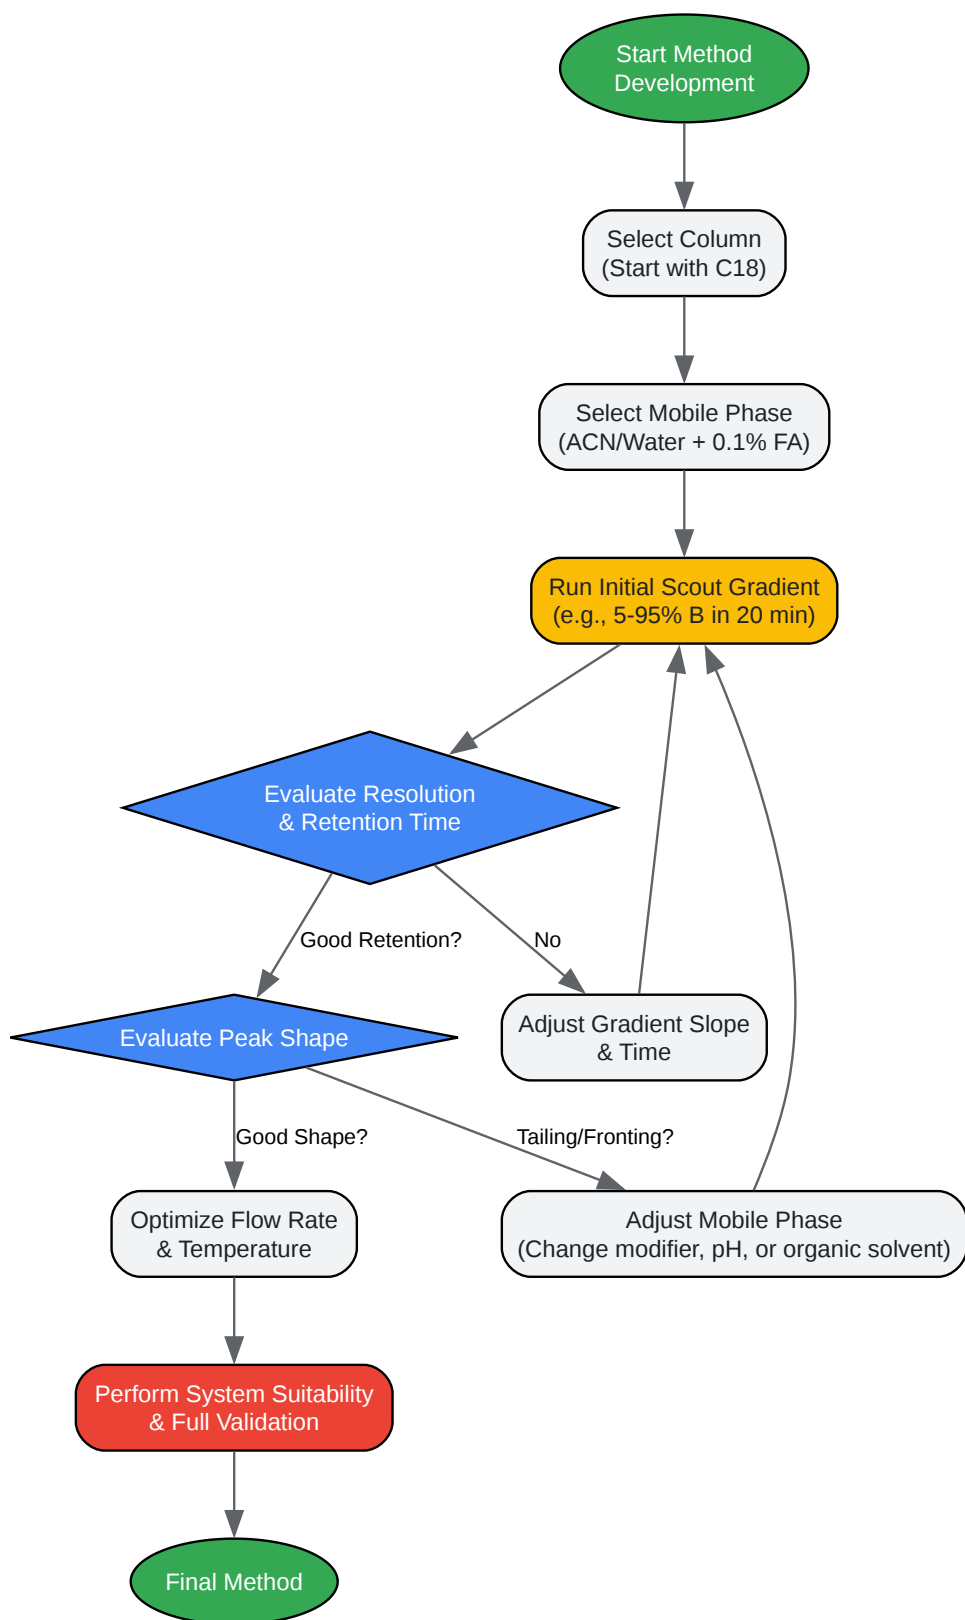 Start Method
Development
Select Column
(Start with C18)
Select Mobile Phase
(ACN/Water + 0.1% FA)
Run Initial Scout Gradient
(e.g., 5-95% B in 20 min)
Evaluate Resolution
& Retention Time
Good Retention?
No
Evaluate Peak Shape
Adjust Gradient Slope
& Time
Good Shape?
Tailing/Fronting?
Optimize Flow Rate
& Temperature
Adjust Mobile Phase
(Change modifier, pH, or organic solvent)
Perform System Suitability
& Full Validation
Final Method